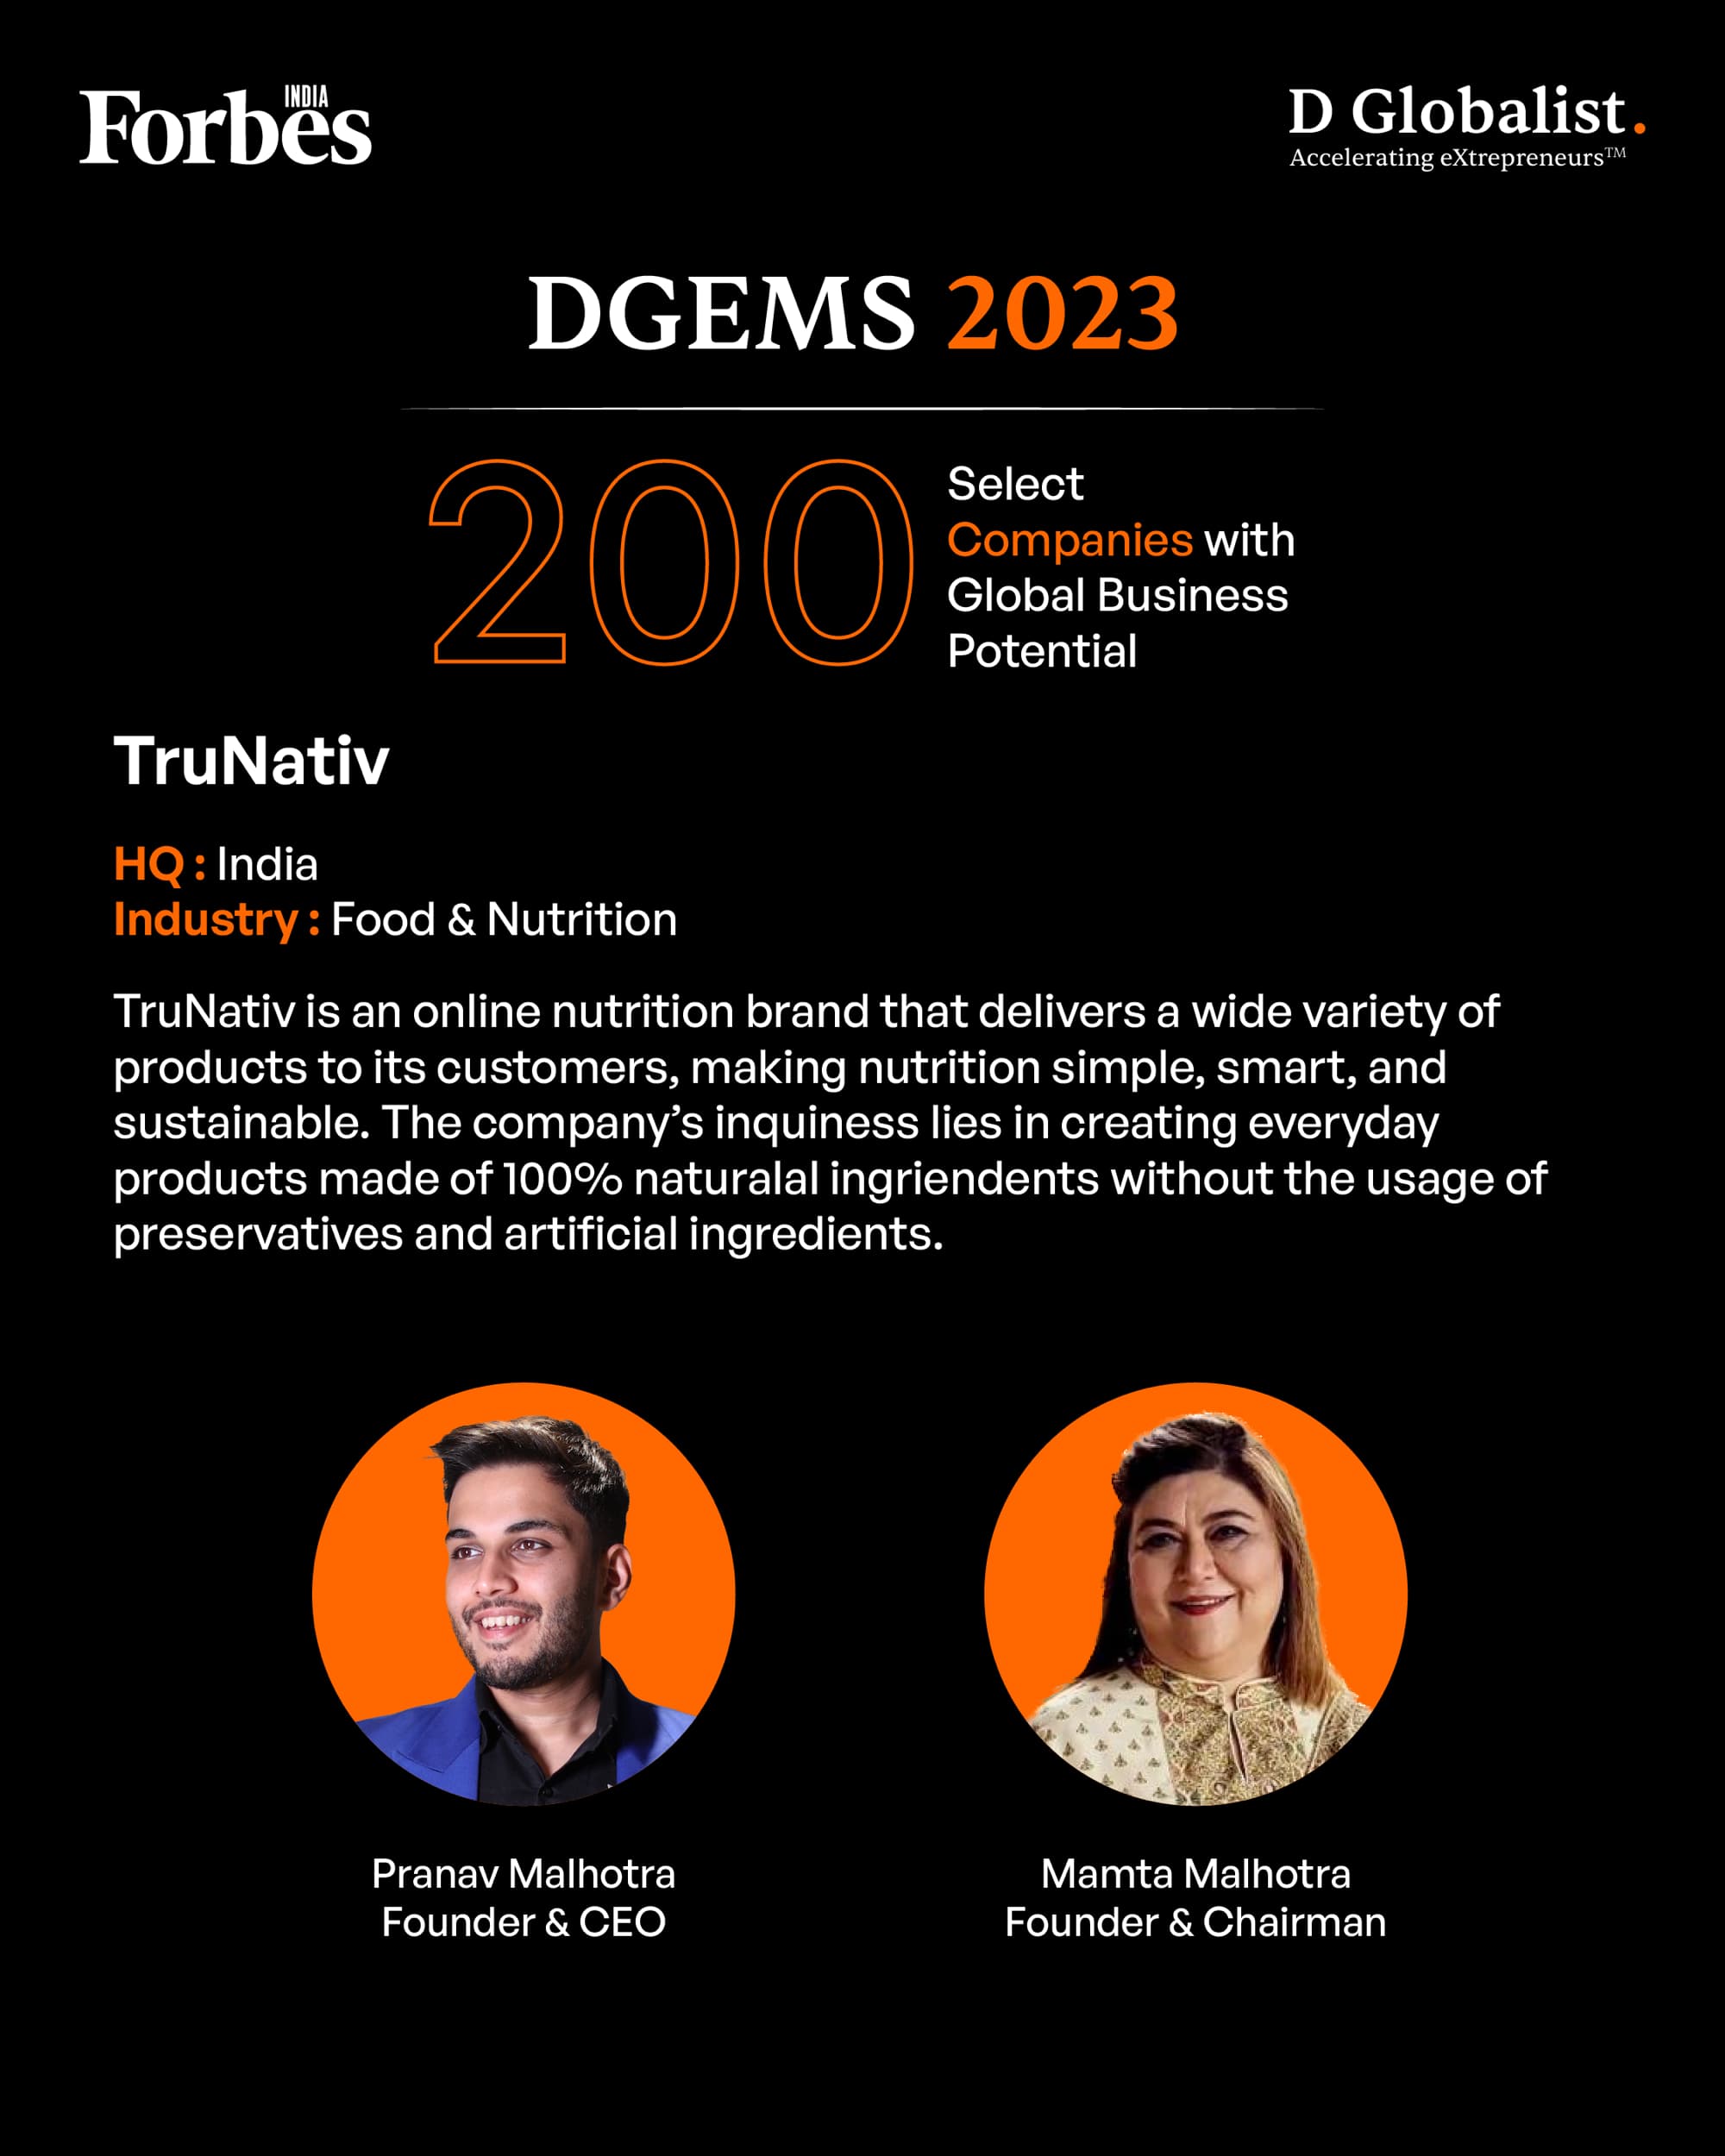 Forbes INDIA
D Globalist.
Accelerating eXtrepreneurs™
DGEMS 2023
200
Select
Companies with
Global Business
Potential
TruNativ
HQ : India
Industry : Food & Nutrition
TruNativ is an online nutrition brand that delivers a wide variety of
products to its customers, making nutrition simple, smart, and
sustainable. The company’s inquiness lies in creating everyday
products made of 100% naturalal ingriendents without the usage of
preservatives and artificial ingredients.
Pranav Malhotra
Founder & CEO
Mamta Malhotra
Founder & Chairman